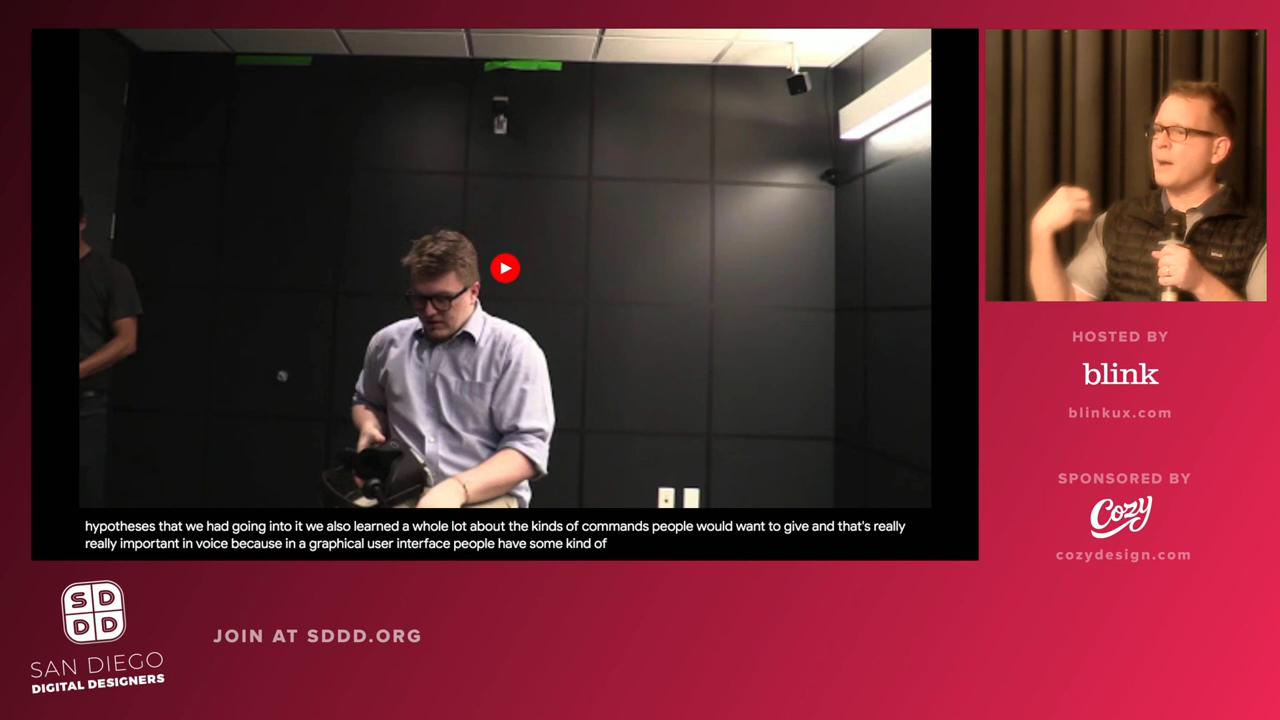 hypotheses that we had going into it we also learned a whole lot about the kinds of commands people would want to give and that's really
really important in voice because in a graphical user interface people have some kind of
HOSTED BY
blink
blinkux.com
SPONSORED BY
Cozy
cozydesign.com
SD
DD
SAN DIEGO
DIGITAL DESIGNERS
JOIN AT SDDD.ORG